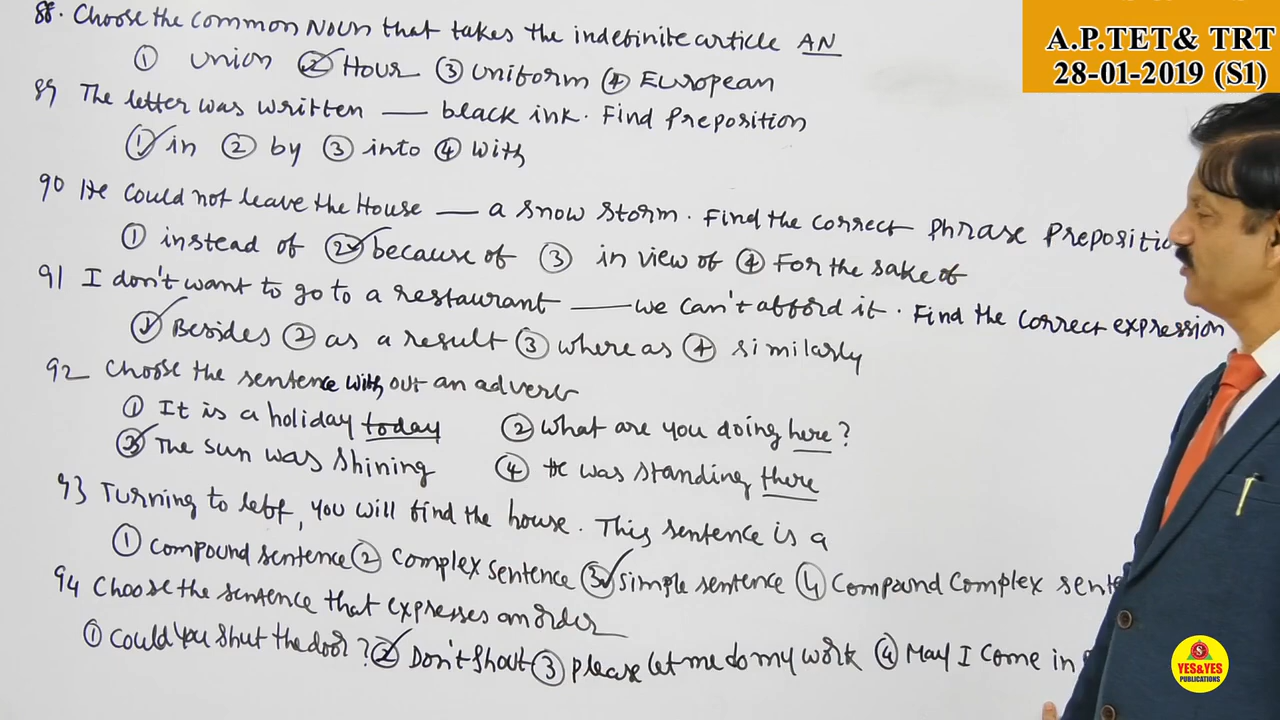 88. Choose the common Noun that takes the indefinite article AN
① union ② Hour ③ uniform ④ European
89 The letter was written — black ink. Find Preposition
① in ② by ③ into ④ with
90 He could not leave the House — a snow storm. Find the correct Phrase Prepositio
① instead of ② because of ③ in view of ④ For the sake of
91 I don't want to go to a restaurant — we can't afford it. Find the correct expression
① Besides ② as a result ③ where as ④ similarly
92 Choose the sentence with out an adverb
① It is a holiday today ② What are you doing here?
③ The sun was shining ④ He was standing there
93 Turning to left, you will find the house. This sentence is a
① Compound sentence ② Complex sentence ③ simple sentence ④ Compound Complex sente
94 Choose the sentence that expresses an order
① Could you shut the door? ② Don't shout ③ please let me do my work ④ May I come in
A.P.TET& TRT
28-01-2019 (S1)
S
YES&YES
PUBLICATIONS